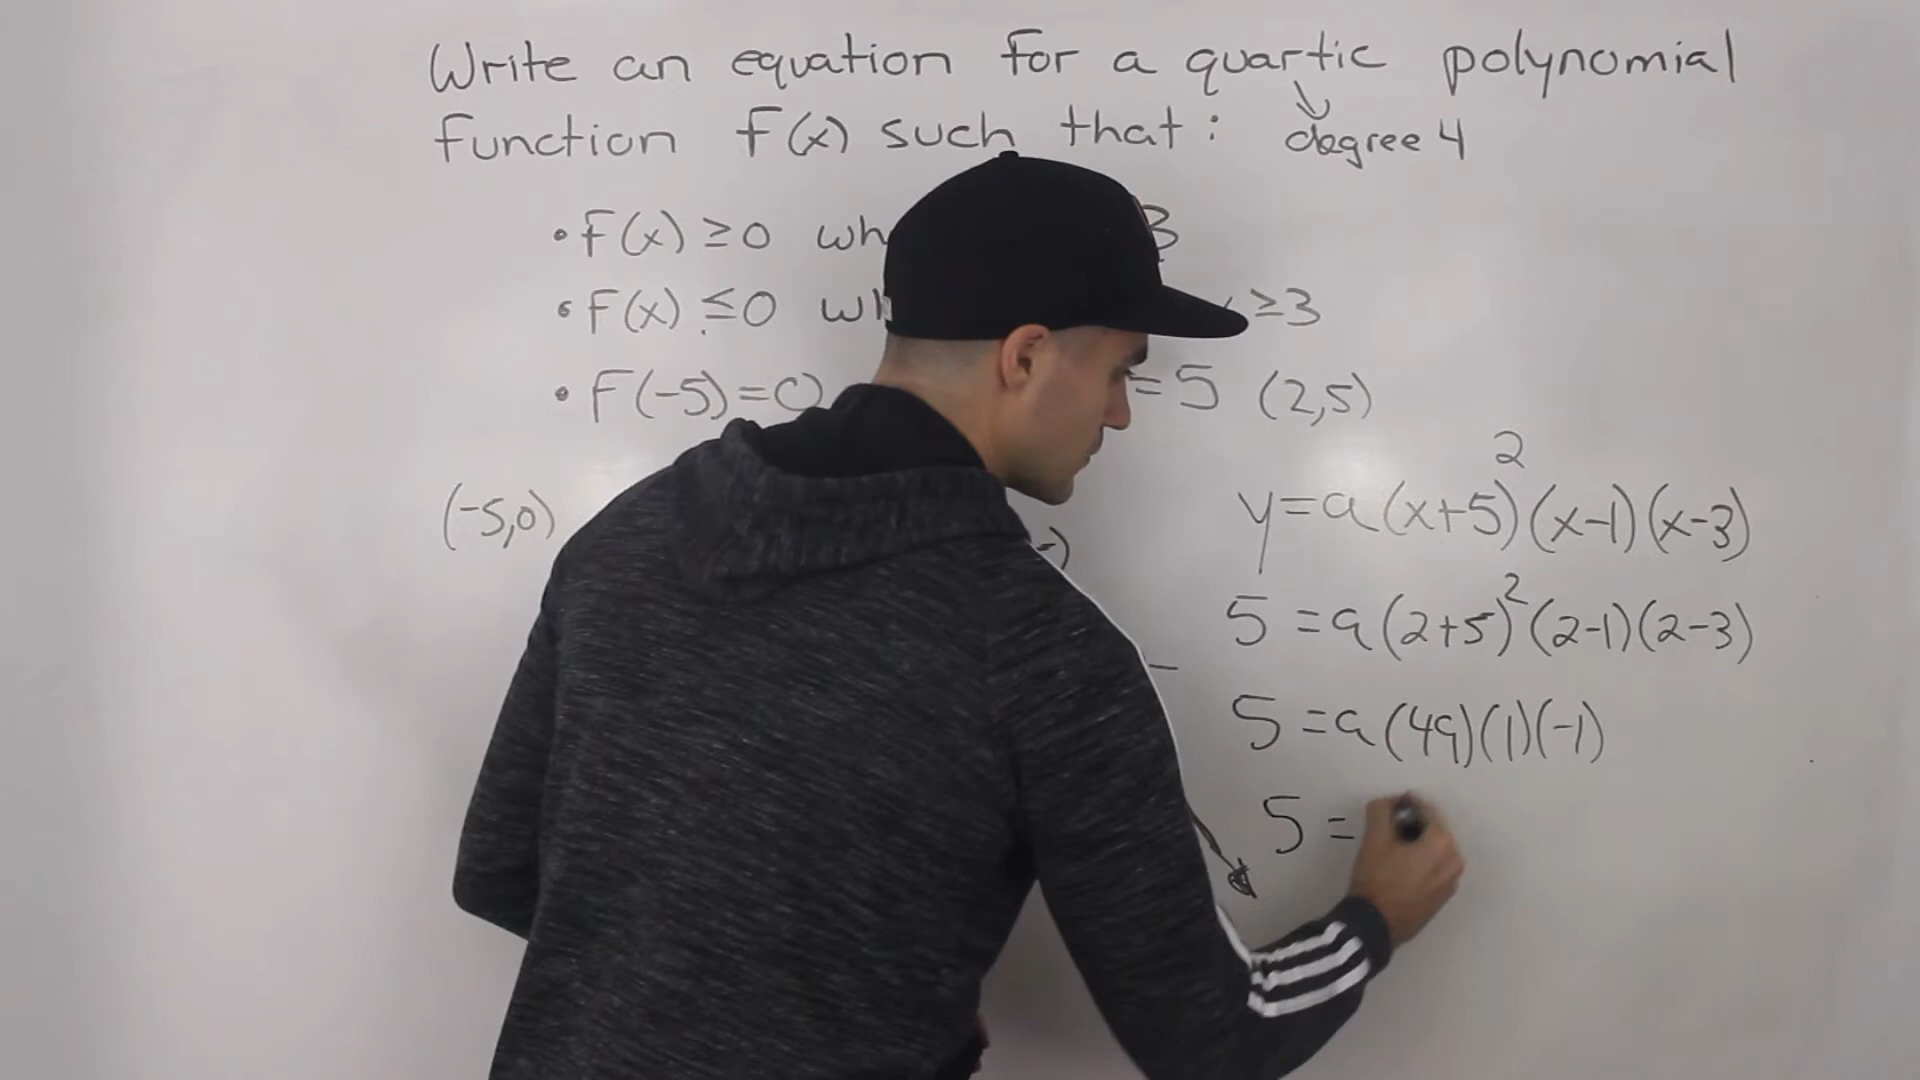 Write an equation for a quartic polynomial
function f(x) such that: degree 4
• f(x) ≥0 wh 3
• f(x) ≤0 wh ≥3
• f(-5)=0 =5 (2,5)
(-5,0)
y=a(x+5)²(x-1)(x-3)
5 =a(2+5)²(2-1)(2-3)
5 =a(49)(1)(-1)
5 =